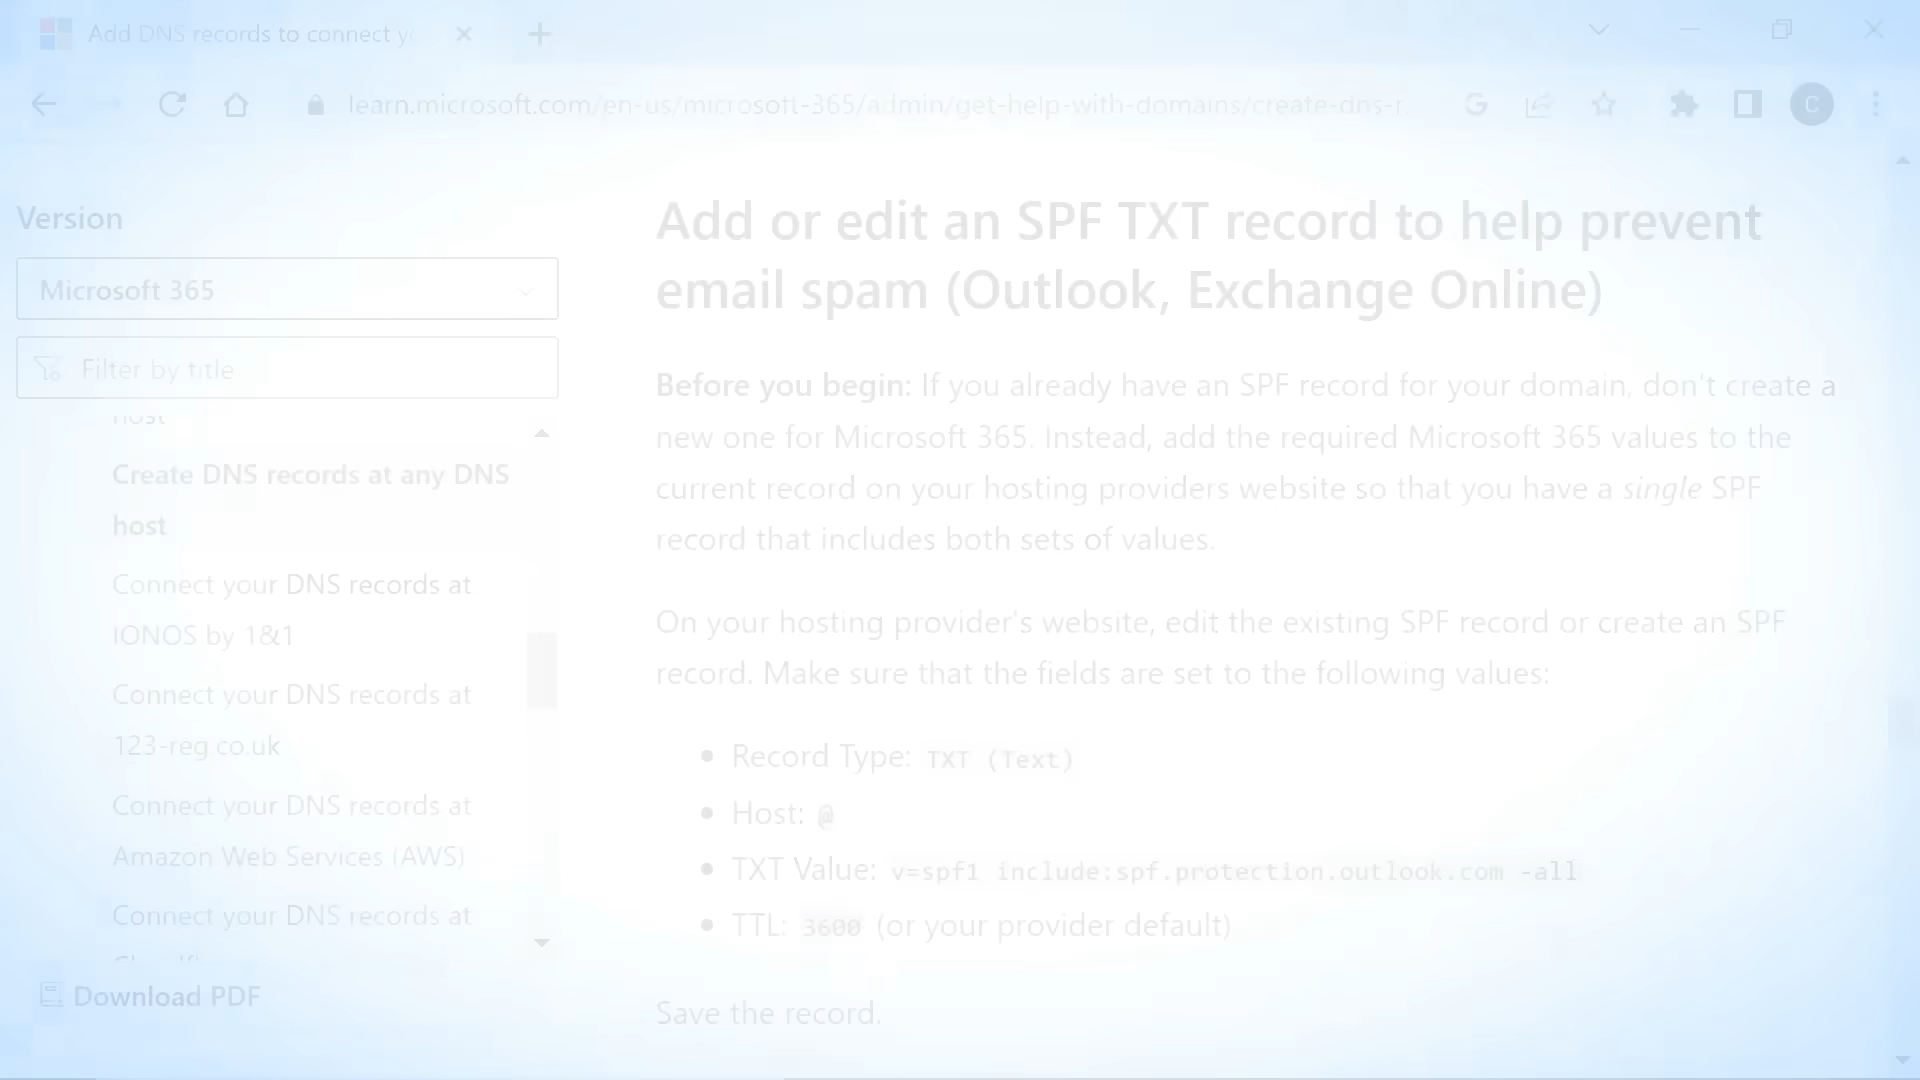 Add DNS records to connect
learn.microsoft.com/en-us/microsoft-365/admin/get-help-with-domains/create-dns-r
C
Version
Microsoft 365
Filter by title
host
Create DNS records at any DNS
host
Connect your DNS records at
IONOS by 1&1
Connect your DNS records at
123-reg.co.uk
Connect your DNS records at
Amazon Web Services (AWS)
Connect your DNS records at
Download PDF
Add or edit an SPF TXT record to help prevent
email spam (Outlook, Exchange Online)
Before you begin: If you already have an SPF record for your domain, don't create a
new one for Microsoft 365. Instead, add the required Microsoft 365 values to the
current record on your hosting providers website so that you have a single SPF
record that includes both sets of values.
On your hosting provider's website, edit the existing SPF record or create an SPF
record. Make sure that the fields are set to the following values:
• Record Type: TXT (Text)
• Host: @
• TXT Value: v=spf1 include:spf.protection.outlook.com -all
• TTL: 3600 (or your provider default)
Save the record.